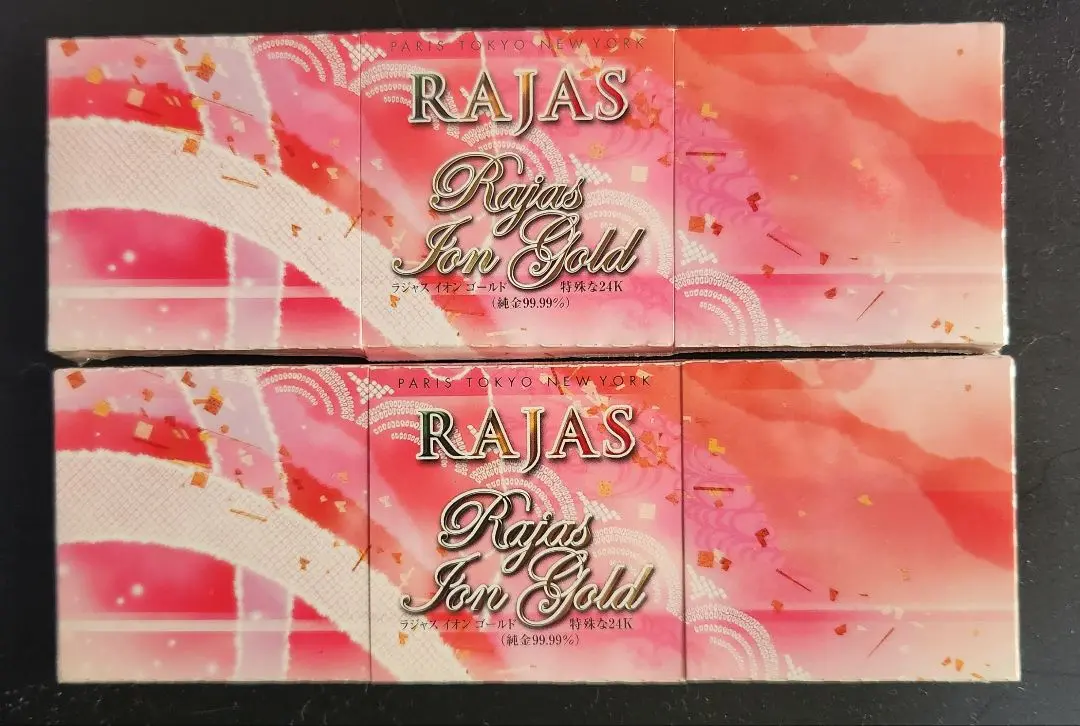 PARIS TOKYO NEW YORK
RAJAS
Rajas
Ion Gold
ラジャス イオン ゴールド 特殊な24K
(純金99.99%)
PARIS TOKYO NEW YORK
RAJAS
Rajas
Ion Gold
ラジャス イオン ゴールド 特殊な24K
(純金99.99%)